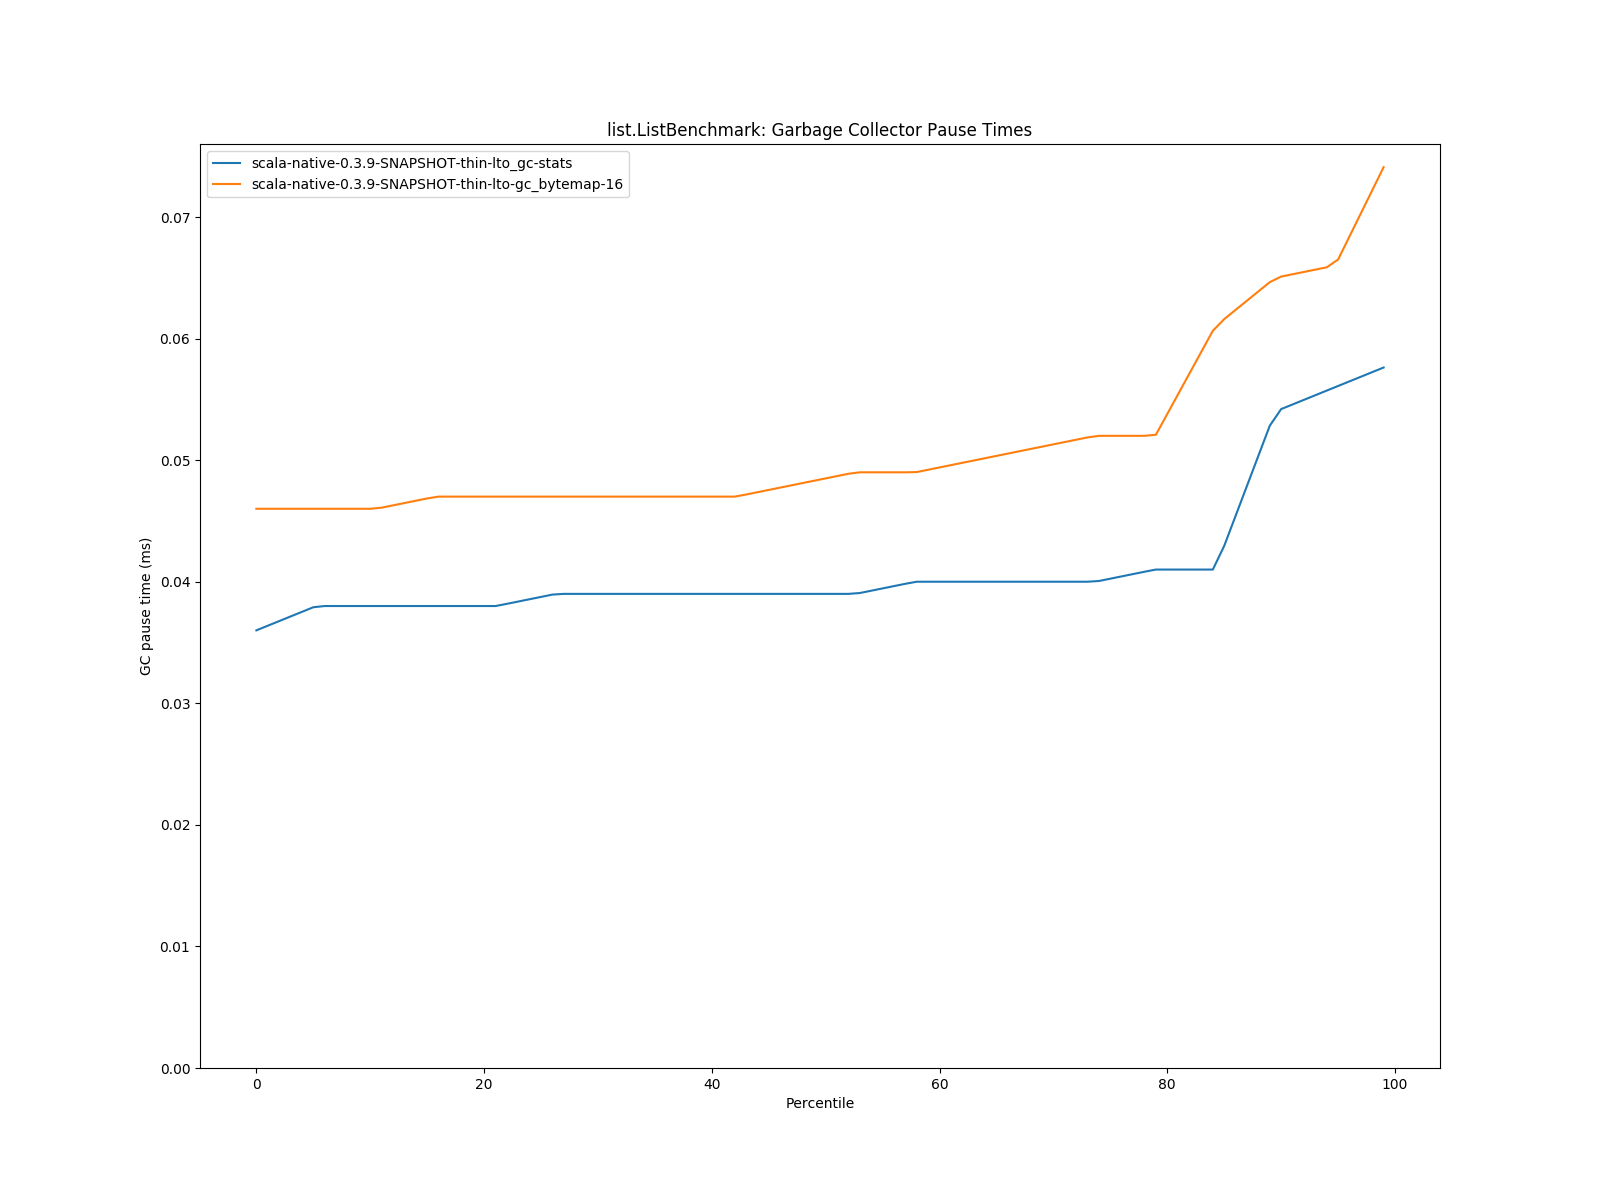 list.ListBenchmark: Garbage Collector Pause Times
scala-native-0.3.9-SNAPSHOT-thin-lto_gc-stats
scala-native-0.3.9-SNAPSHOT-thin-lto-gc_bytemap-16
0.07
0.06
0.05
0.04
0.03
0.02
0.01
0.00
GC pause time (ms)
0 20 40 60 80 100
Percentile